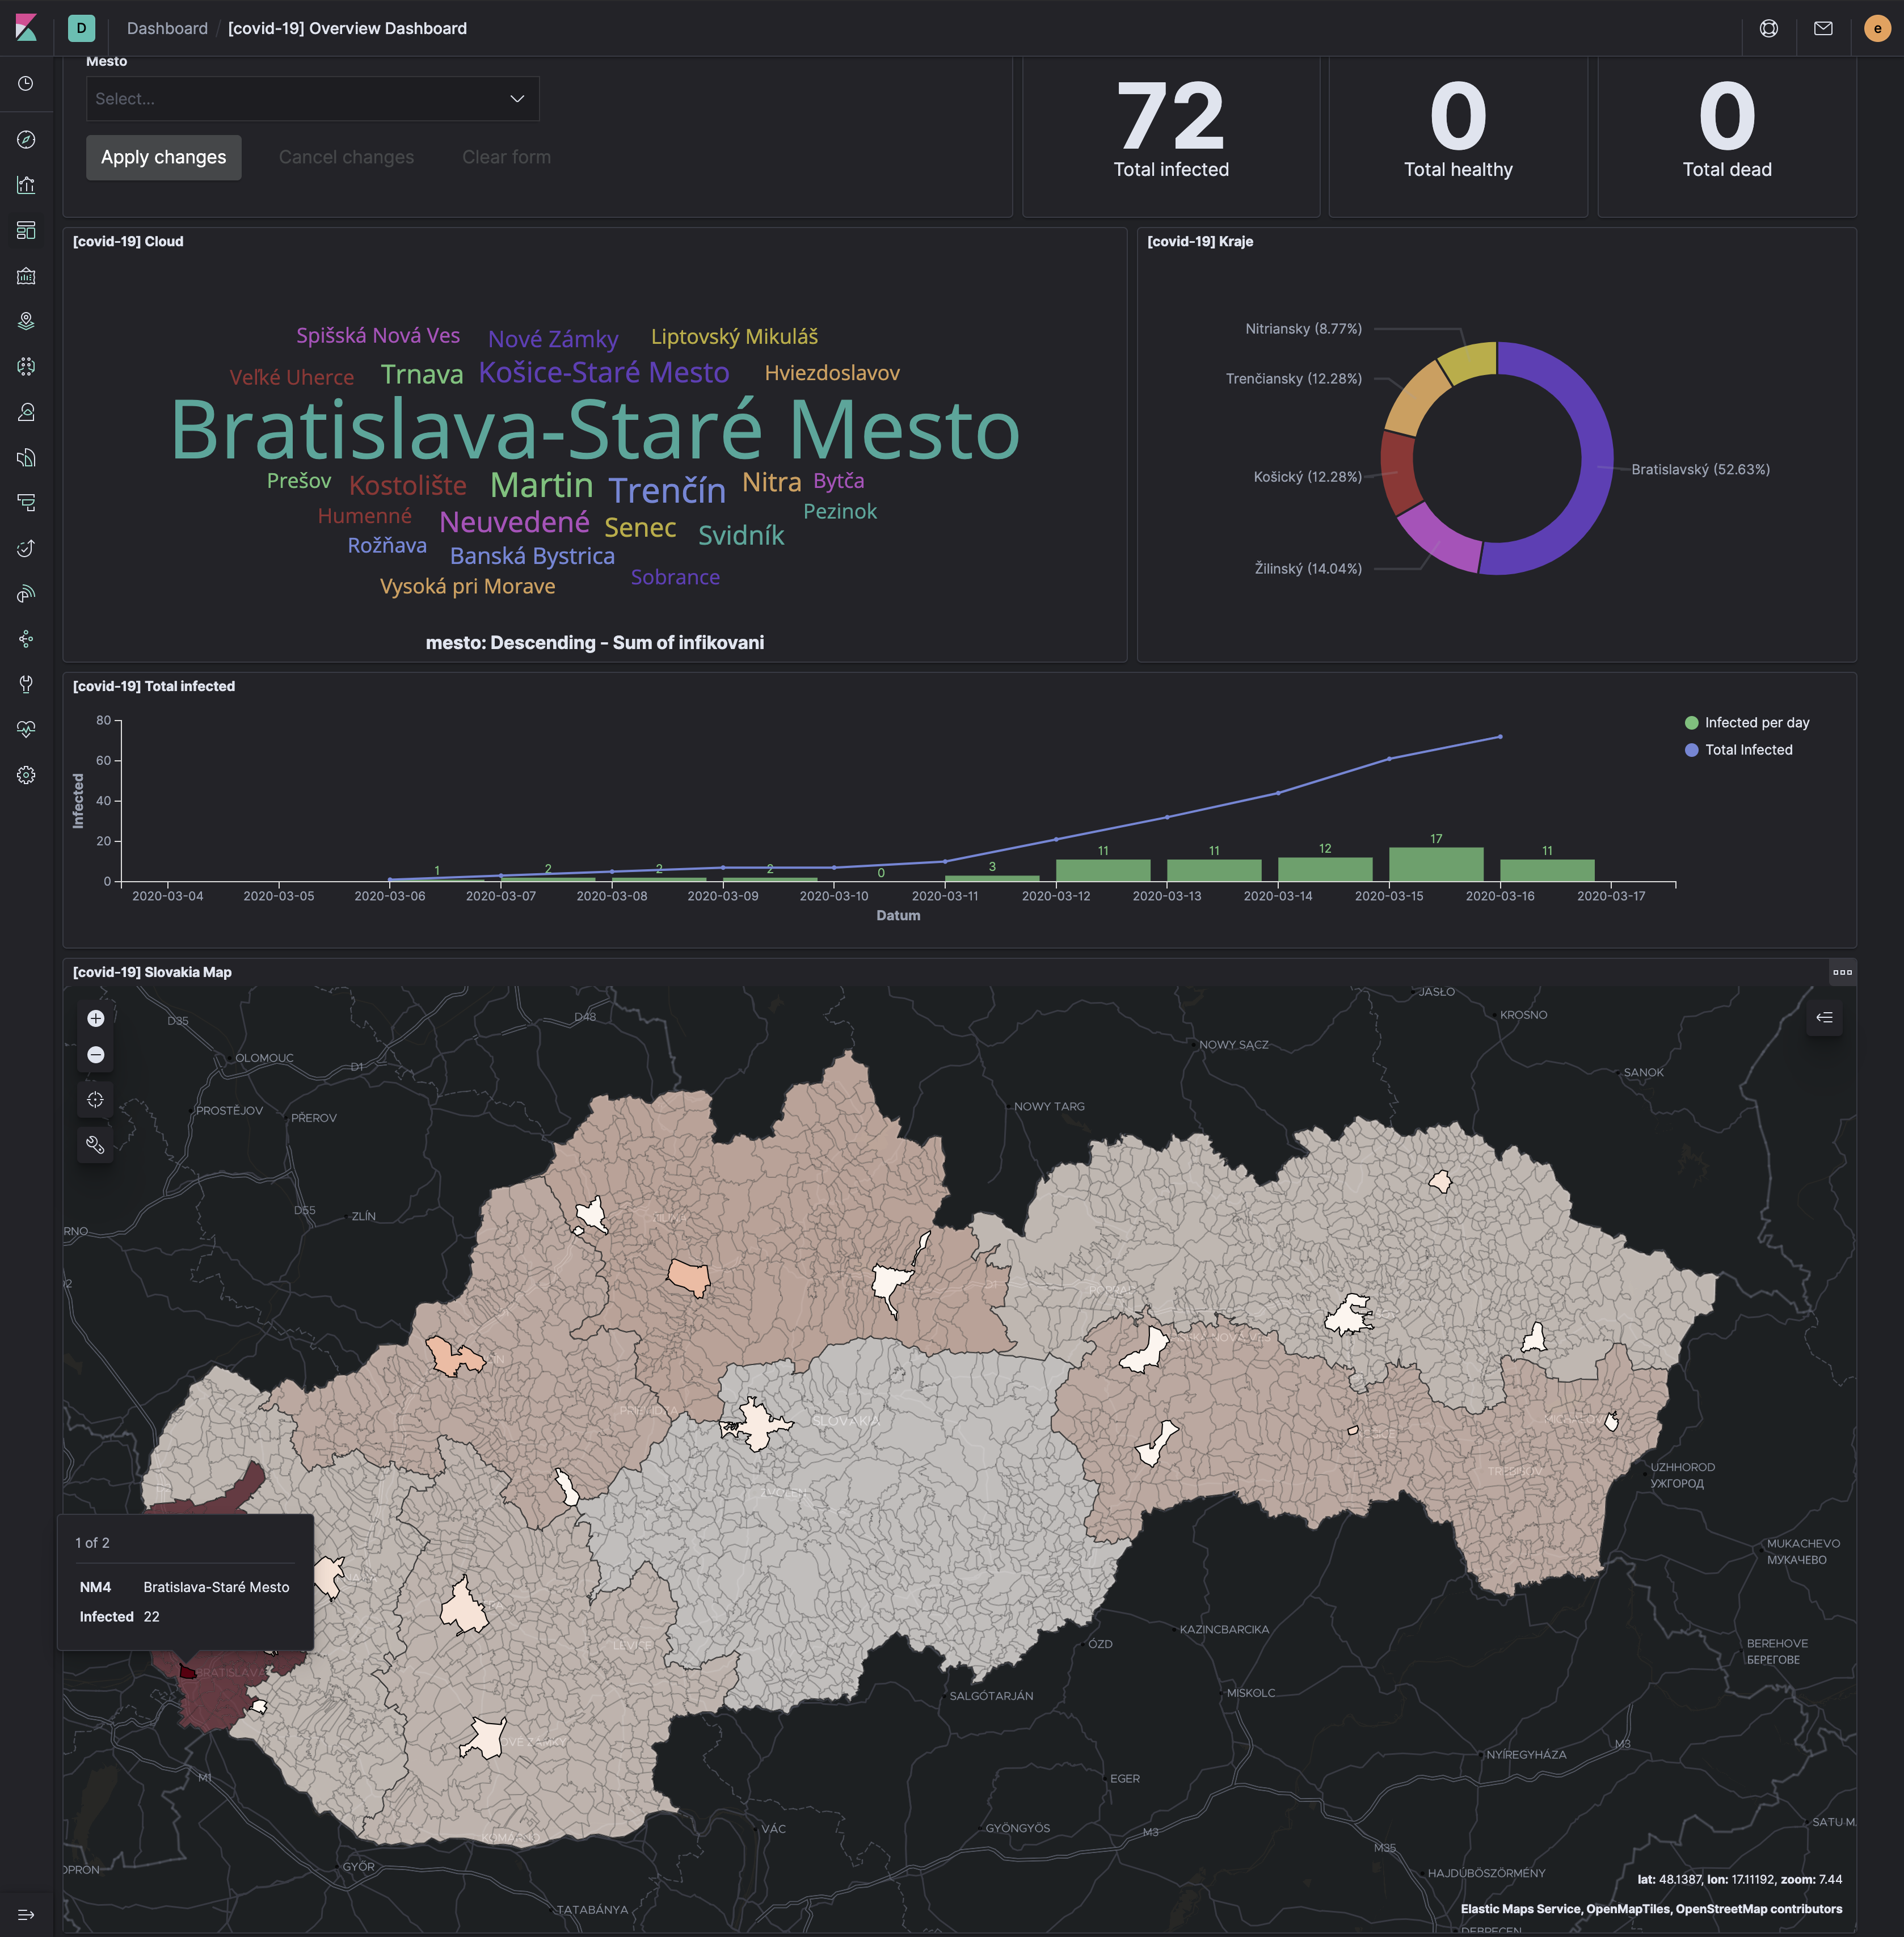 D
Dashboard / [covid-19] Overview Dashboard
e
Mesto
Select...
Apply changes
Cancel changes
Clear form
72
Total infected
0
Total healthy
0
Total dead
[covid-19] Cloud
Spišská Nová Ves
Nové Zámky
Liptovský Mikuláš
Veľké Uherce
Trnava
Košice-Staré Mesto
Hviezdoslavov
Bratislava-Staré Mesto
Prešov
Kostolište
Martin
Trenčín
Nitra
Bytča
Humenné
Neuvedené
Senec
Svidník
Pezinok
Rožňava
Banská Bystrica
Sobrance
Vysoká pri Morave
mesto: Descending - Sum of infikovani
[covid-19] Kraje
Nitriansky (8.77%)
Trenčiansky (12.28%)
Košický (12.28%)
Žilinský (14.04%)
Bratislavský (52.63%)
[covid-19] Total infected
Infected per day
Total Infected
Infected
80
60
40
20
0
1
2
2
2
0
3
11
11
12
17
11
2020-03-04
2020-03-05
2020-03-06
2020-03-07
2020-03-08
2020-03-09
2020-03-10
2020-03-11
2020-03-12
2020-03-13
2020-03-14
2020-03-15
2020-03-16
2020-03-17
Datum
[covid-19] Slovakia Map
JASŁO
D35
D48
KROSNO
NOWY SĄCZ
OLOMOUC
D1
SANOK
PROSTĚJOV
PŘEROV
NOWY TARG
D55
ZLÍN
RNO
SLOVAKIA
UZHHOROD
УЖГОРОД
MUKACHEVO
МУКАЧЕВО
1 of 2
NM4 Bratislava-Staré Mesto
Infected 22
KAZINCBARCIKA
ÓZD
LEVICE
BEREHOVE
БЕРЕГОВЕ
BRATISLAVA
SALGÓTARJÁN
MISKOLC
OVÉ ZÁMKY
M3
NYÍREGYHÁZA
M1
EGER
VÁC
GYÖNGYÖS
M3
SATU M
M35
GYŐR
OPRON
HAJDÚBÖSZÖRMÉNY
lat: 48.1387, lon: 17.11192, zoom: 7.44
TATABÁNYA
Elastic Maps Service, OpenMapTiles, OpenStreetMap contributors
DEBRECEN